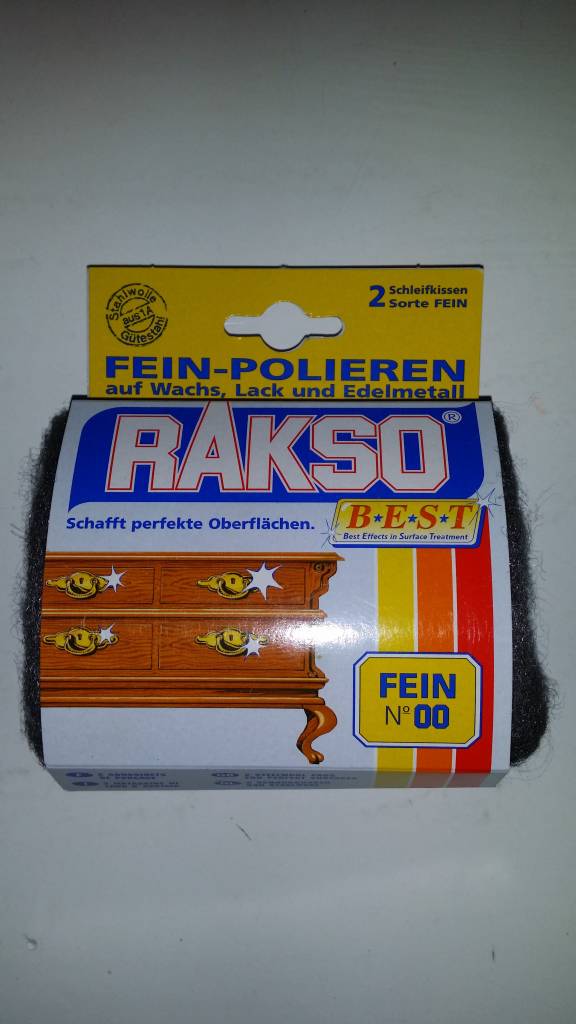 Stahlwolle
aus 1A
Gütestahl
2 Schleifkissen
Sorte FEIN
FEIN-POLIEREN
auf Wachs, Lack und Edelmetall
RAKSO®
Schafft perfekte Oberflächen.
B★E★S★T
Best Effects in Surface Treatment
FEIN
Nº 00